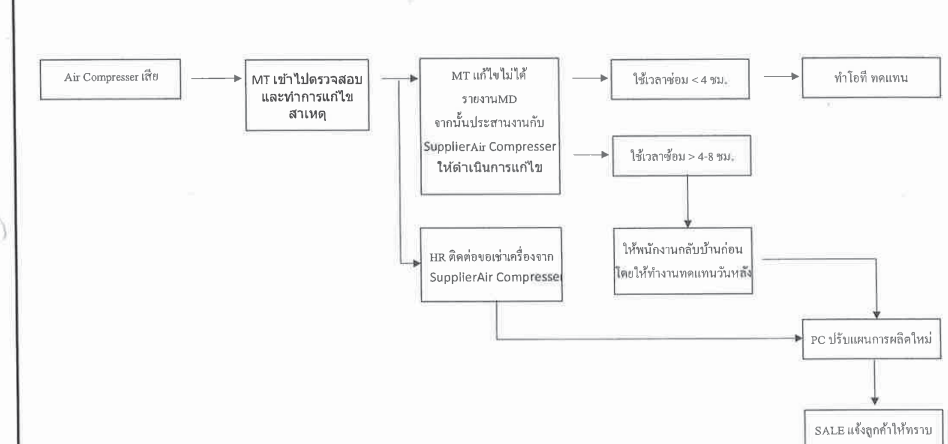 Air Compresser เสีย
MT เข้าไปตรวจสอบ
และทำการแก้ไข
สาเหตุ
MT แก้ไขไม่ได้
รายงานMD
จากนั้นประสานงานกับ
SupplierAir Compresser
ให้ดำเนินการแก้ไข
ใช้เวลาซ่อม < 4 ชม.
ทำโอที ทดแทน
ใช้เวลาซ้อม > 4-8 ชม.
HR ติดต่อขอเช่าเครื่องจาก
SupplierAir Compresser
ให้พนักงานกลับบ้านก่อน
โดยให้ทำงานทดแทนวันหลัง
PC ปรับแผนการผลิตใหม่
SALE แจ้งลูกค้าให้ทราบ